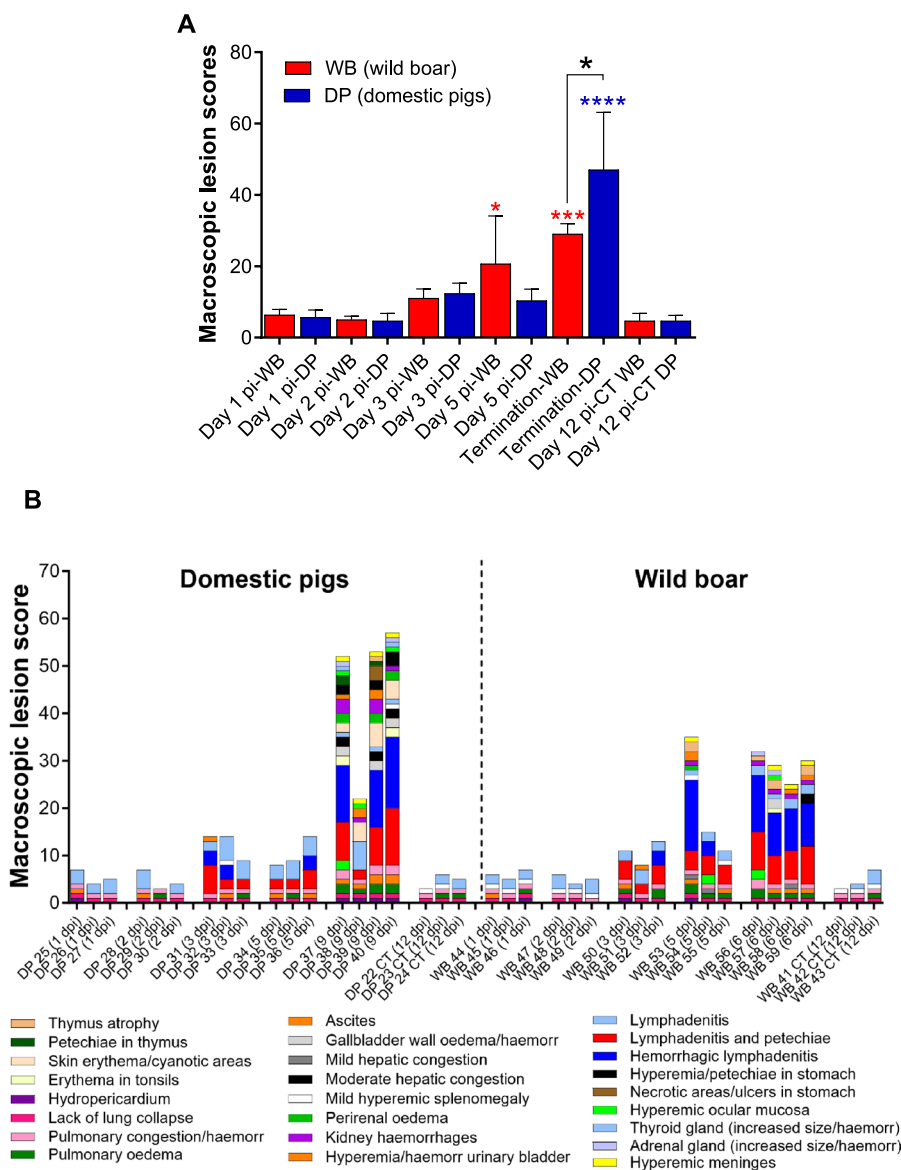 A
Macroscopic lesion scores
80
60
40
20
0
WB (wild boar)
DP (domestic pigs)
*
****
***
*
Day 1 pi-WB
Day 1 pi-DP
Day 2 pi-WB
Day 2 pi-DP
Day 3 pi-WB
Day 3 pi-DP
Day 5 pi-WB
Day 5 pi-DP
Termination-WB
Termination-DP
Day 12 pi-CT WB
Day 12 pi-CT DP
B
Macroscopic lesion score
70
60
50
40
30
20
10
0
Domestic pigs
Wild boar
DP 25 (1 dpi)
DP 26 (1 dpi)
DP 27 (1 dpi)
DP 28 (2 dpi)
DP 29 (2 dpi)
DP 30 (2 dpi)
DP 31 (3 dpi)
DP 32 (3 dpi)
DP 33 (3 dpi)
DP 34 (5 dpi)
DP 35 (5 dpi)
DP 36 (5 dpi)
DP 37 (9 dpi)
DP 38 (9 dpi)
DP 39 (9 dpi)
DP 40 (9 dpi)
DP 22 CT (12 dpi)
DP 23 CT (12 dpi)
DP 24 CT (12 dpi)
WB 44 (1 dpi)
WB 45 (1 dpi)
WB 46 (1 dpi)
WB 47 (2 dpi)
WB 48 (2 dpi)
WB 49 (2 dpi)
WB 50 (3 dpi)
WB 51 (3 dpi)
WB 52 (3 dpi)
WB 53 (5 dpi)
WB 54 (5 dpi)
WB 55 (5 dpi)
WB 56 (6 dpi)
WB 57 (6 dpi)
WB 58 (6 dpi)
WB 59 (6 dpi)
WB 41 CT (12 dpi)
WB 42 CT (12 dpi)
WB 43 CT (12 dpi)
Thymus atrophy
Petechiae in thymus
Skin erythema/cyanotic areas
Erythema in tonsils
Hydropericardium
Lack of lung collapse
Pulmonary congestion/haemorr
Pulmonary oedema
Ascites
Gallbladder wall oedema/haemorr
Mild hepatic congestion
Moderate hepatic congestion
Mild hyperemic splenomegaly
Perirenal oedema
Kidney haemorrhages
Hyperemia/haemorr urinary bladder
Lymphadenitis
Lymphadenitis and petechiae
Hemorrhagic lymphadenitis
Hyperemia/petechiae in stomach
Necrotic areas/ulcers in stomach
Hyperemic ocular mucosa
Thyroid gland (increased size/haemorr)
Adrenal gland (increased size/haemorr)
Hyperemic meninges